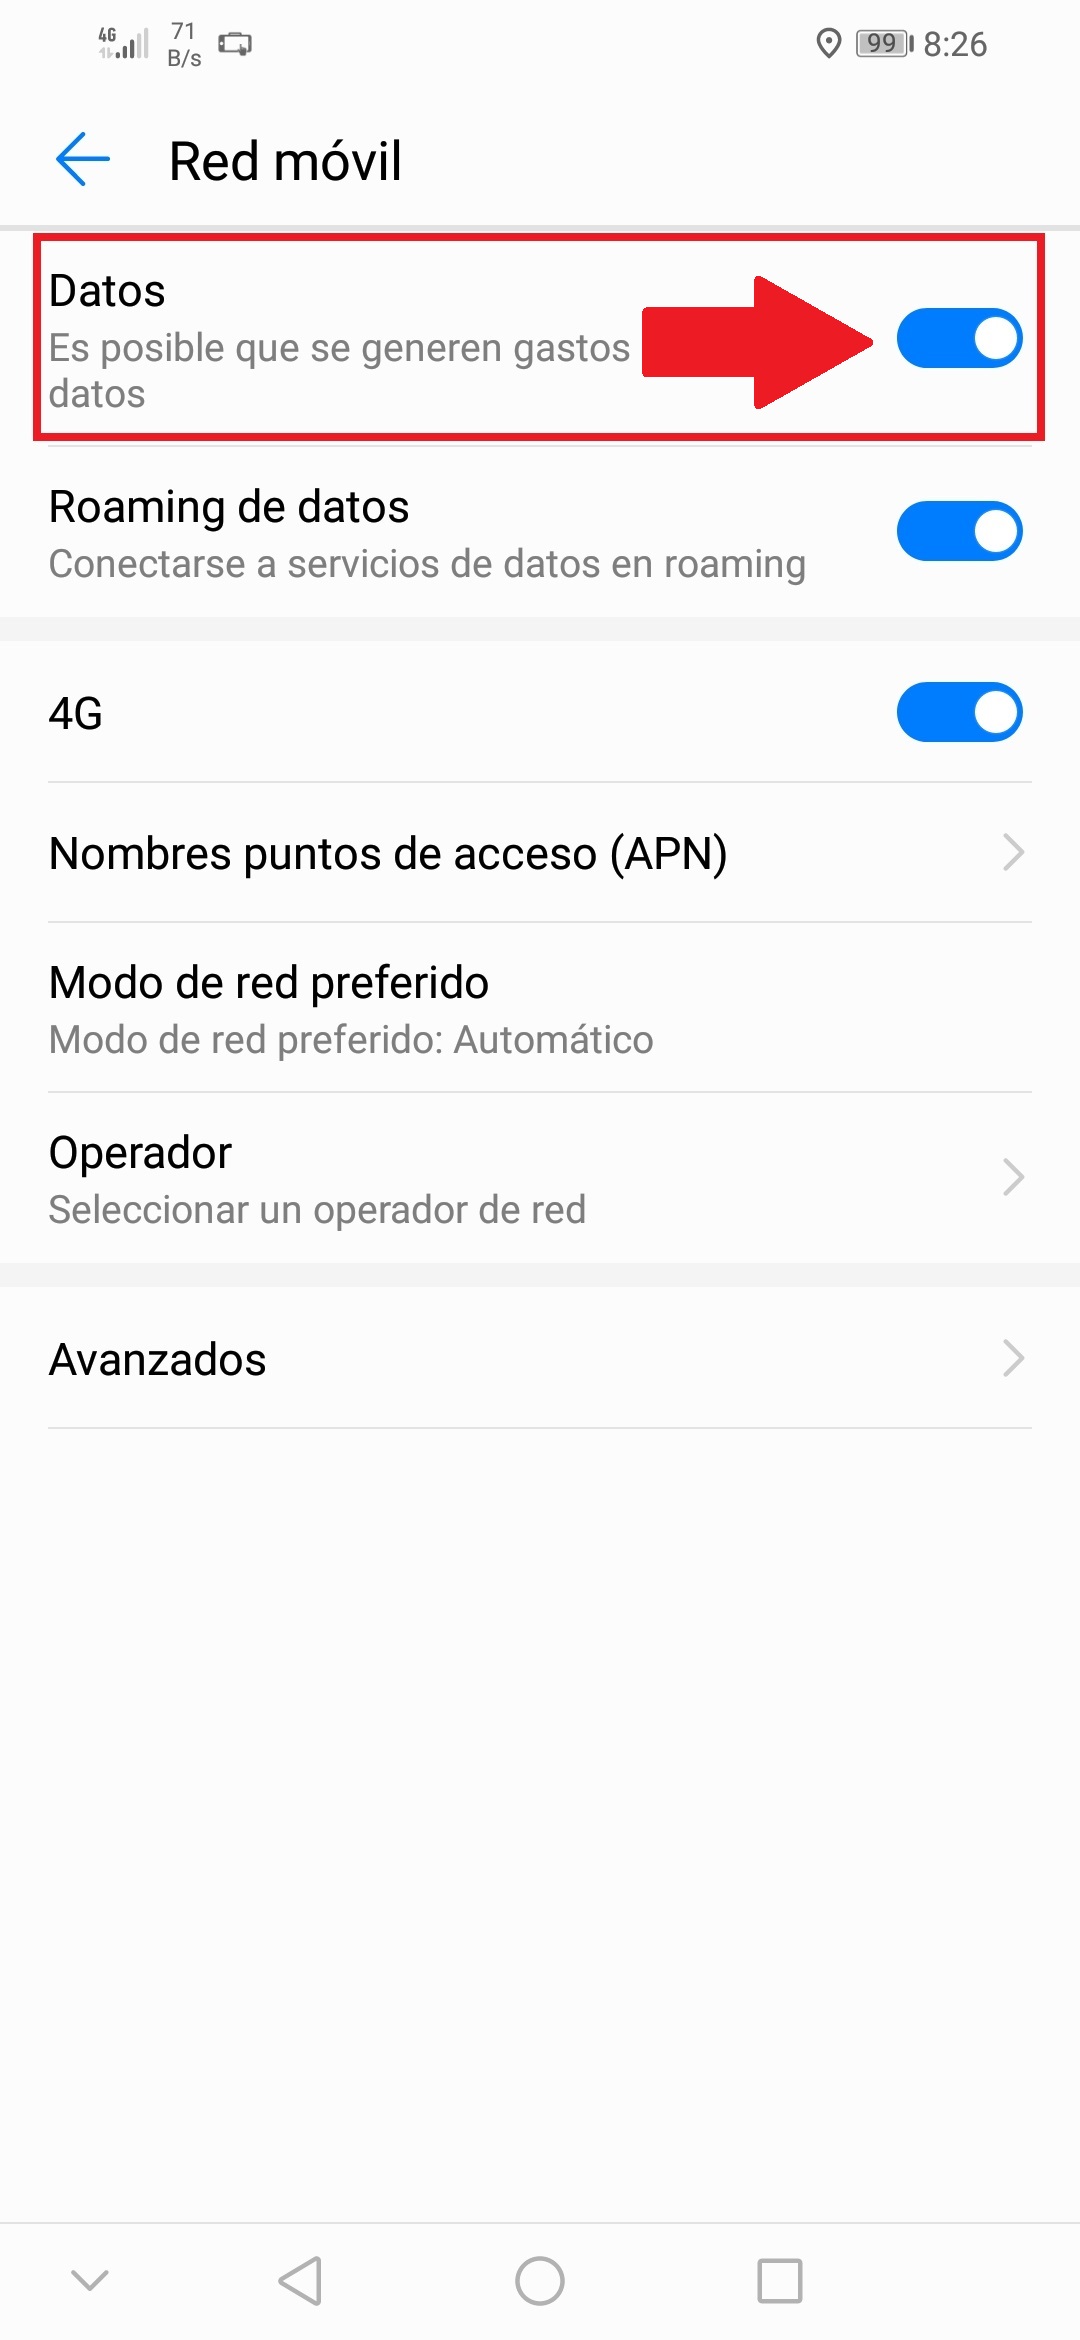 4G
71
B/s
99
8:26
Red móvil
Datos
Es posible que se generen gastos
datos
Roaming de datos
Conectarse a servicios de datos en roaming
4G
Nombres puntos de acceso (APN)
Modo de red preferido
Modo de red preferido: Automático
Operador
Seleccionar un operador de red
Avanzados